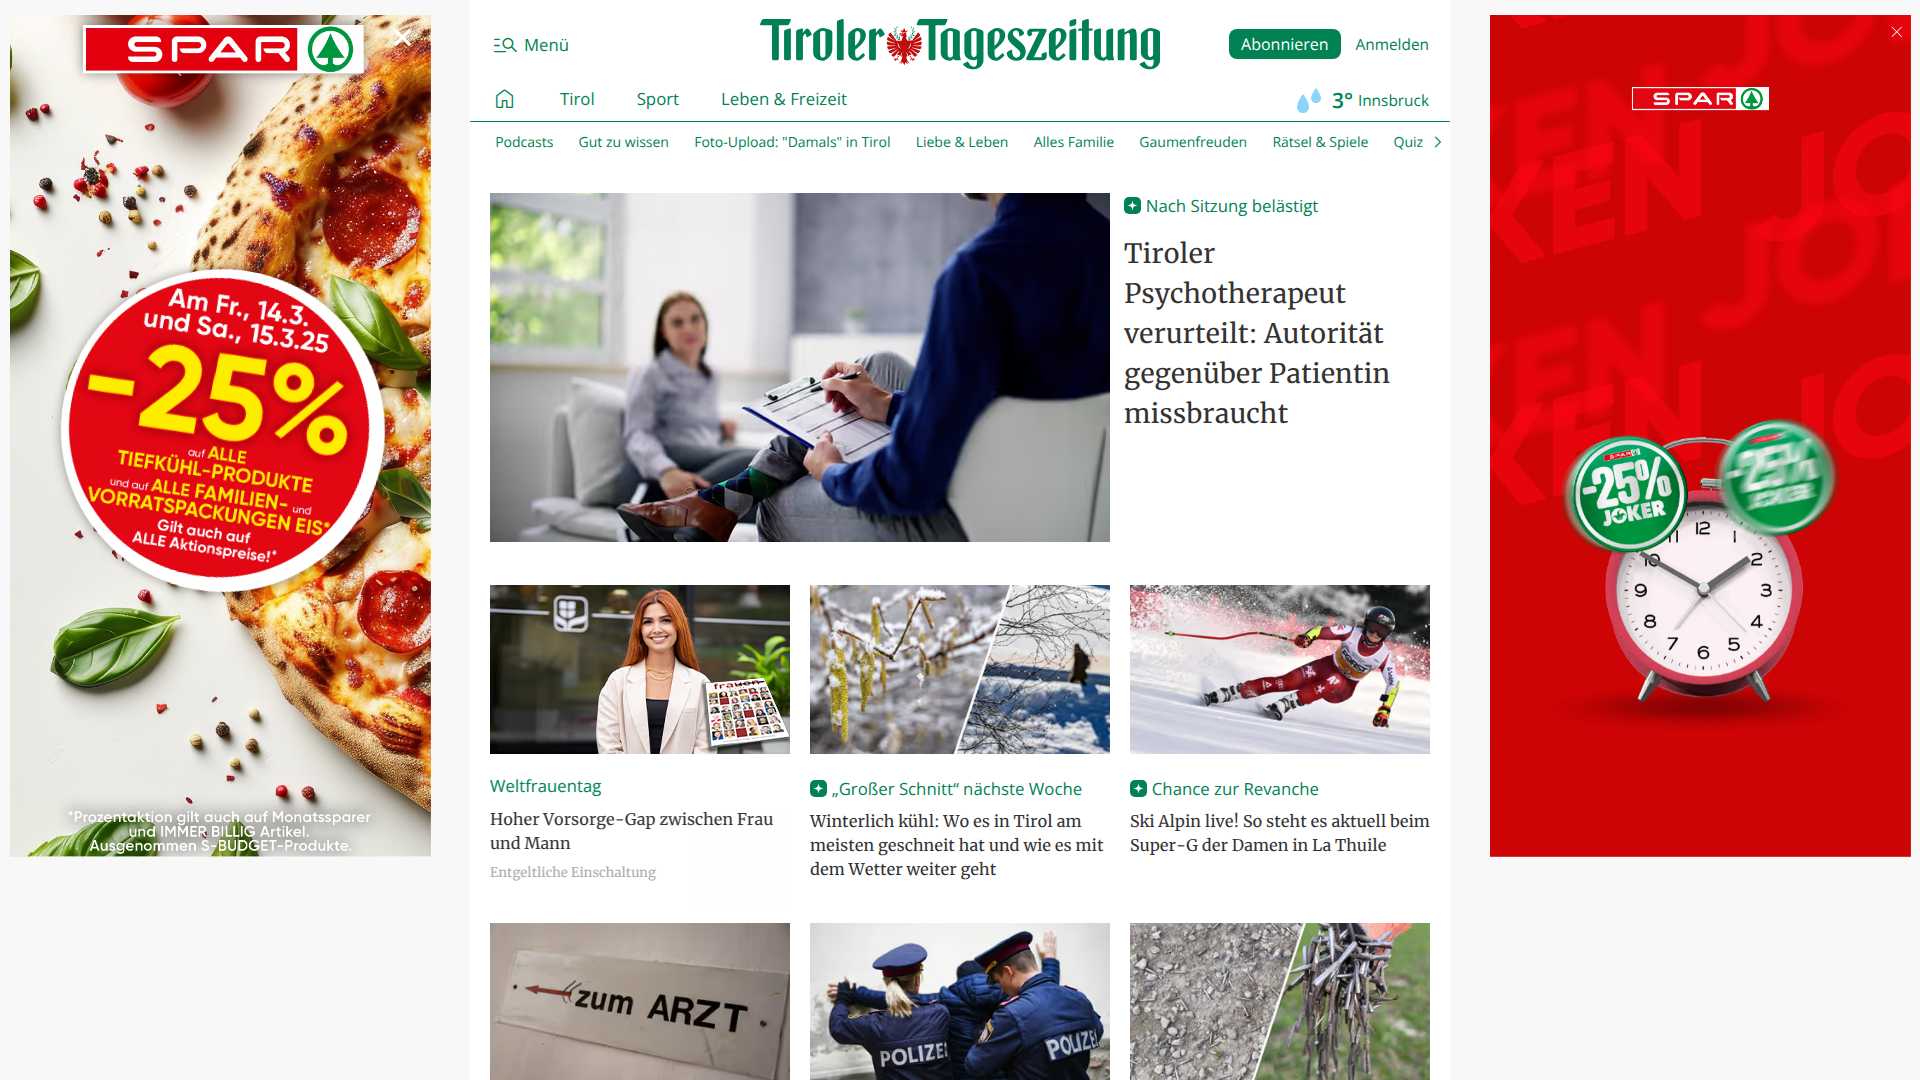 SPAR
Am Fr., 14.3.
und Sa., 15.3.25
-25%
auf ALLE
TIEFKÜHL-PRODUKTE
und auf ALLE FAMILIEN- und
VORRATSPACKUNGEN EIS*
Gilt auch auf
ALLE Aktionspreise!*
*Prozentaktion gilt auch auf Monatssparer
und IMMER BILLIG Artikel.
Ausgenommen S-BUDGET-Produkte.
Menü
Tiroler Tageszeitung
Abonnieren
Anmelden
Tirol
Sport
Leben & Freizeit
3° Innsbruck
Podcasts
Gut zu wissen
Foto-Upload: "Damals" in Tirol
Liebe & Leben
Alles Familie
Gaumenfreuden
Rätsel & Spiele
Quiz
Nach Sitzung belästigt
Tiroler
Psychotherapeut
verurteilt: Autorität
gegenüber Patientin
missbraucht
frauen
Weltfrauentag
Hoher Vorsorge-Gap zwischen Frau
und Mann
Entgeltliche Einschaltung
„Großer Schnitt“ nächste Woche
Winterlich kühl: Wo es in Tirol am
meisten geschneit hat und wie es mit
dem Wetter weiter geht
Chance zur Revanche
Ski Alpin live! So steht es aktuell beim
Super-G der Damen in La Thuile
zum ARZT
POLIZEI
POLIZEI
SPAR
JOKER
-25%
JOKER
-25%
JOKER
12
1
2
3
4
5
6
7
8
9
10
11